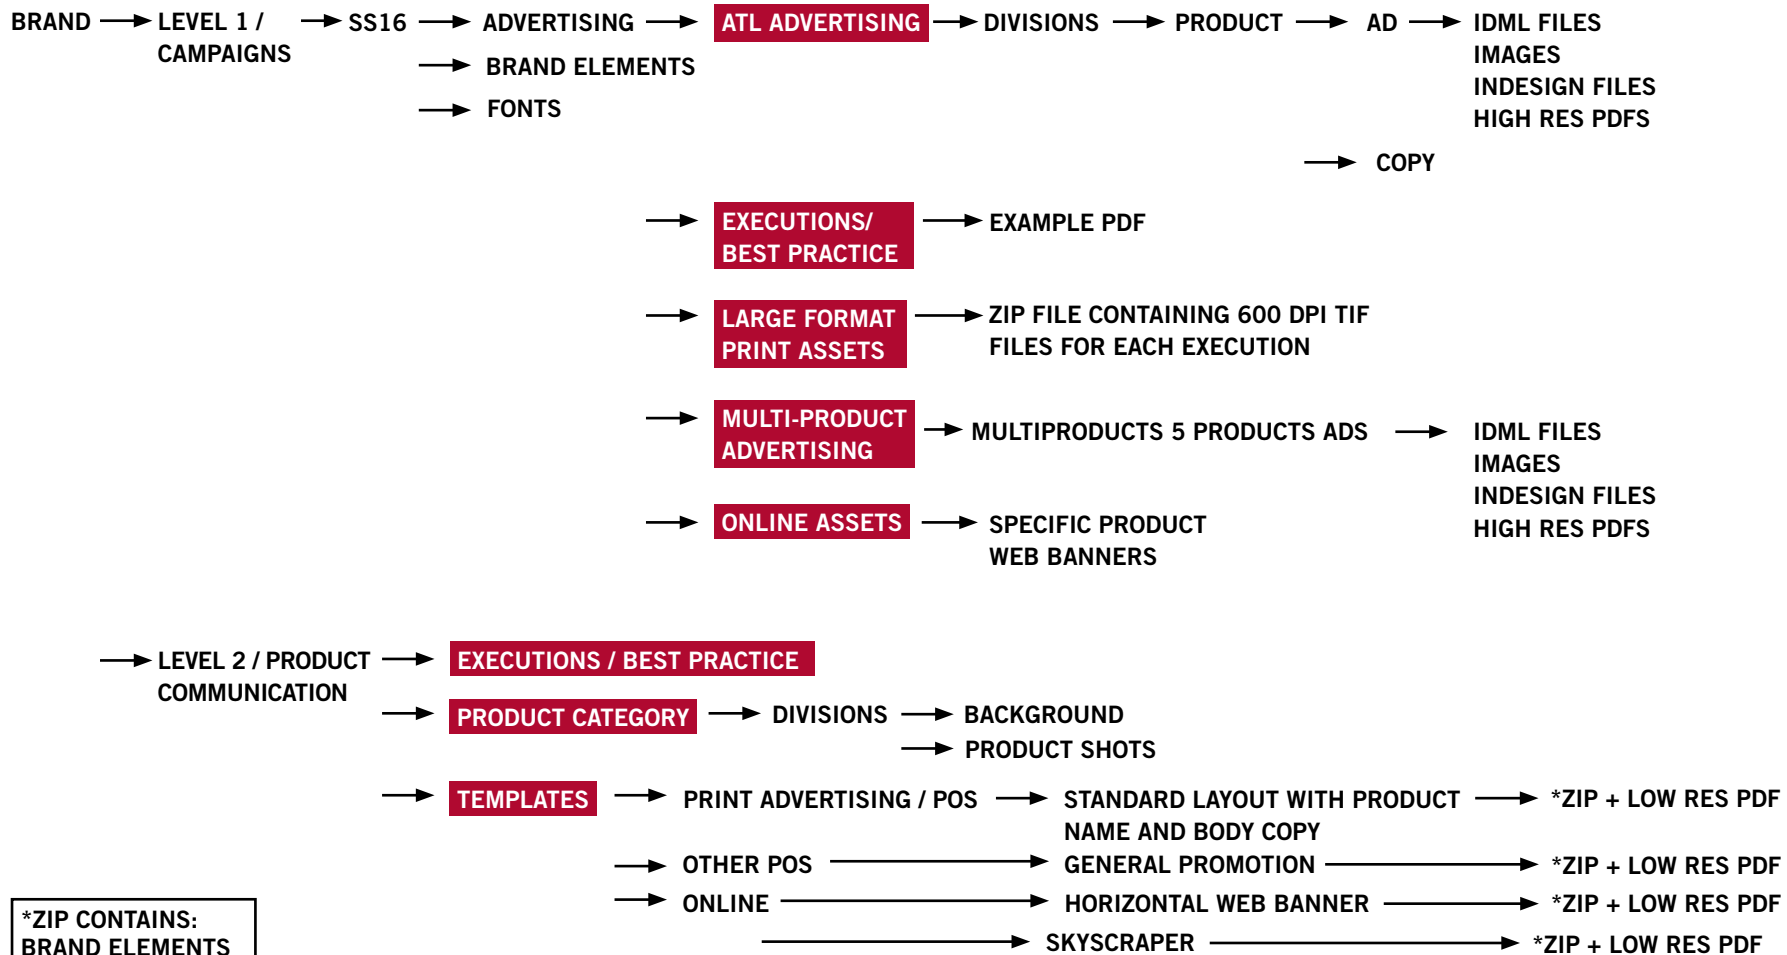 BRAND
LEVEL 1 /
CAMPAIGNS
SS16
ADVERTISING
BRAND ELEMENTS
FONTS
ATL ADVERTISING
DIVISIONS
PRODUCT
AD
IDML FILES
IMAGES
INDESIGN FILES
HIGH RES PDFS
COPY
EXECUTIONS/
BEST PRACTICE
EXAMPLE PDF
LARGE FORMAT
PRINT ASSETS
ZIP FILE CONTAINING 600 DPI TIF
FILES FOR EACH EXECUTION
MULTI-PRODUCT
ADVERTISING
MULTIPRODUCTS 5 PRODUCTS ADS
IDML FILES
IMAGES
INDESIGN FILES
HIGH RES PDFS
ONLINE ASSETS
SPECIFIC PRODUCT
WEB BANNERS
LEVEL 2 / PRODUCT
COMMUNICATION
EXECUTIONS / BEST PRACTICE
PRODUCT CATEGORY
DIVISIONS
BACKGROUND
PRODUCT SHOTS
TEMPLATES
PRINT ADVERTISING / POS
STANDARD LAYOUT WITH PRODUCT
NAME AND BODY COPY
*ZIP + LOW RES PDF
OTHER POS
GENERAL PROMOTION
*ZIP + LOW RES PDF
ONLINE
HORIZONTAL WEB BANNER
*ZIP + LOW RES PDF
SKYSCRAPER
*ZIP + LOW RES PDF
*ZIP CONTAINS:
BRAND ELEMENTS